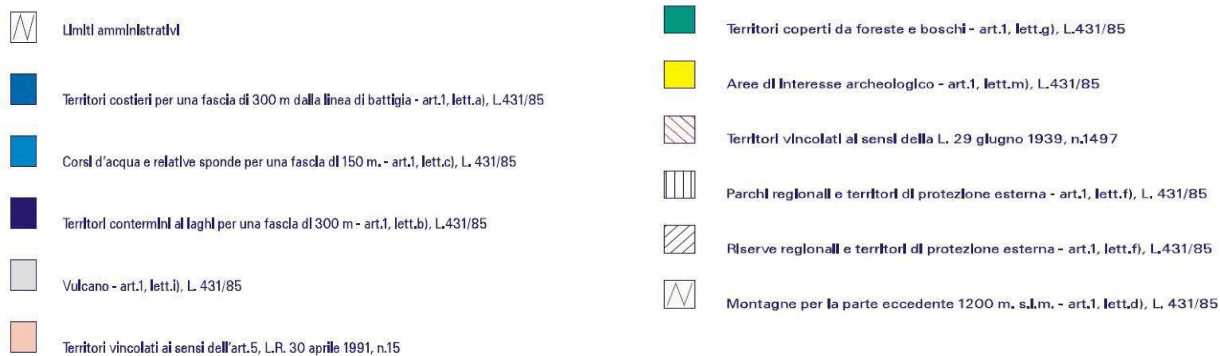 Limiti amministrativi
Territori costieri per una fascia di 300 m dalla linea di battigia - art.1, lett.a), L.431/85
Corsi d'acqua e relative sponde per una fascia di 150 m. - art.1, lett.c), L. 431/85
Territori contermini ai laghi per una fascia di 300 m - art.1, lett.b), L.431/85
Vulcano - art.1, lett.i), L. 431/85
Territori vincolati ai sensi dell'art.5, L.R. 30 aprile 1991, n.15
Territori coperti da foreste e boschi - art.1, lett.g), L.431/85
Aree di interesse archeologico - art.1, lett.m), L.431/85
Territori vincolati ai sensi della L. 29 giugno 1939, n.1497
Parchi regionali e territori di protezione esterna - art.1, lett.f), L. 431/85
Riserve regionali e territori di protezione esterna - art.1, lett.f), L.431/85
Montagne per la parte eccedente 1200 m. s.l.m. - art.1, lett.d), L. 431/85